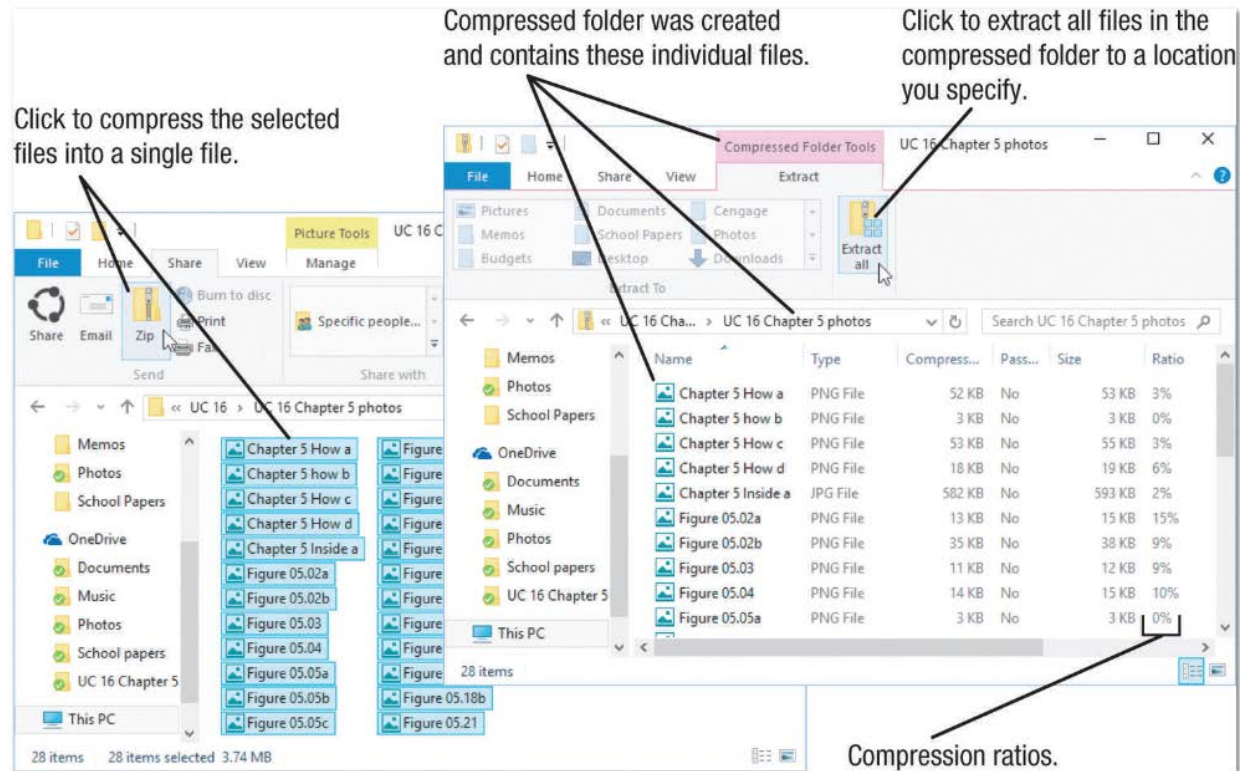 Compressed folder was created
and contains these individual files.
Click to extract all files in the
compressed folder to a location
you specify.
Click to compress the selected
files into a single file.
Picture Tools UC 16 C
File Home Share View Manage
Share Email Zip Burn to disc
Print
Fax
Specific people...
Send Share with
« UC 16 › UC 16 Chapter 5 photos
Memos
Photos
School Papers
OneDrive
Documents
Music
Photos
School papers
UC 16 Chapter 5
This PC
Chapter 5 How a Figure
Chapter 5 how b Figure
Chapter 5 How c Figure
Chapter 5 How d Figure
Chapter 5 Inside a Figure
Figure 05.02a Figure
Figure 05.02b Figure
Figure 05.03 Figure
Figure 05.04 Figure
Figure 05.05a Figure
Figure 05.05b Figure 05.18b
Figure 05.05c Figure 05.21
28 items 28 items selected 3.74 MB
Compressed Folder Tools UC 16 Chapter 5 photos
File Home Share View Extract
Pictures Documents Cengage
Memos School Papers Photos
Budgets Desktop Downloads
Extract
all
Extract To
« UC 16 Cha... › UC 16 Chapter 5 photos Search UC 16 Chapter 5 photos
Memos
Photos
School Papers
OneDrive
Documents
Music
Photos
School papers
UC 16 Chapter 5
This PC
Name Type Compress... Pass... Size Ratio
Chapter 5 How a PNG File 52 KB No 53 KB 3%
Chapter 5 how b PNG File 3 KB No 3 KB 0%
Chapter 5 How c PNG File 53 KB No 55 KB 3%
Chapter 5 How d PNG File 18 KB No 19 KB 6%
Chapter 5 Inside a JPG File 582 KB No 593 KB 2%
Figure 05.02a PNG File 13 KB No 15 KB 15%
Figure 05.02b PNG File 35 KB No 38 KB 9%
Figure 05.03 PNG File 11 KB No 12 KB 9%
Figure 05.04 PNG File 14 KB No 15 KB 10%
Figure 05.05a PNG File 3 KB No 3 KB 0%
28 items
Compression ratios.